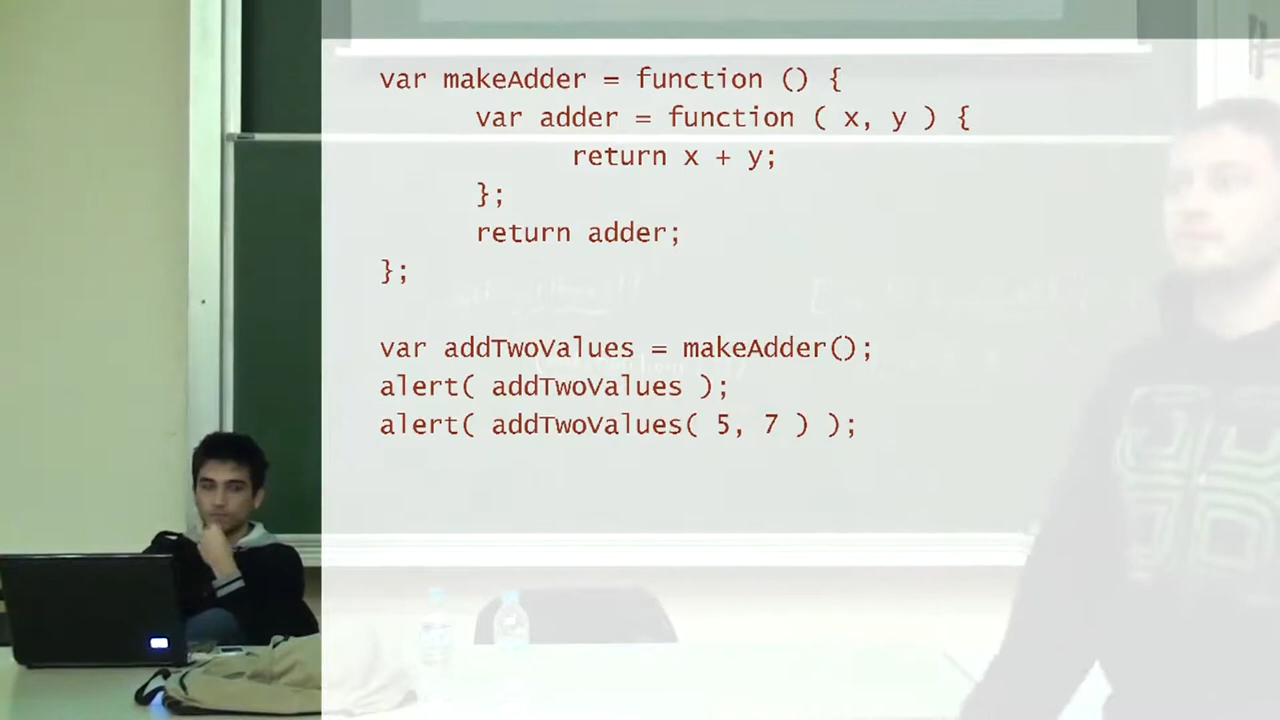 var makeAdder = function () {
var adder = function ( x, y ) {
return x + y;
};
return adder;
};
var addTwoValues = makeAdder();
alert( addTwoValues );
alert( addTwoValues( 5, 7 ) );